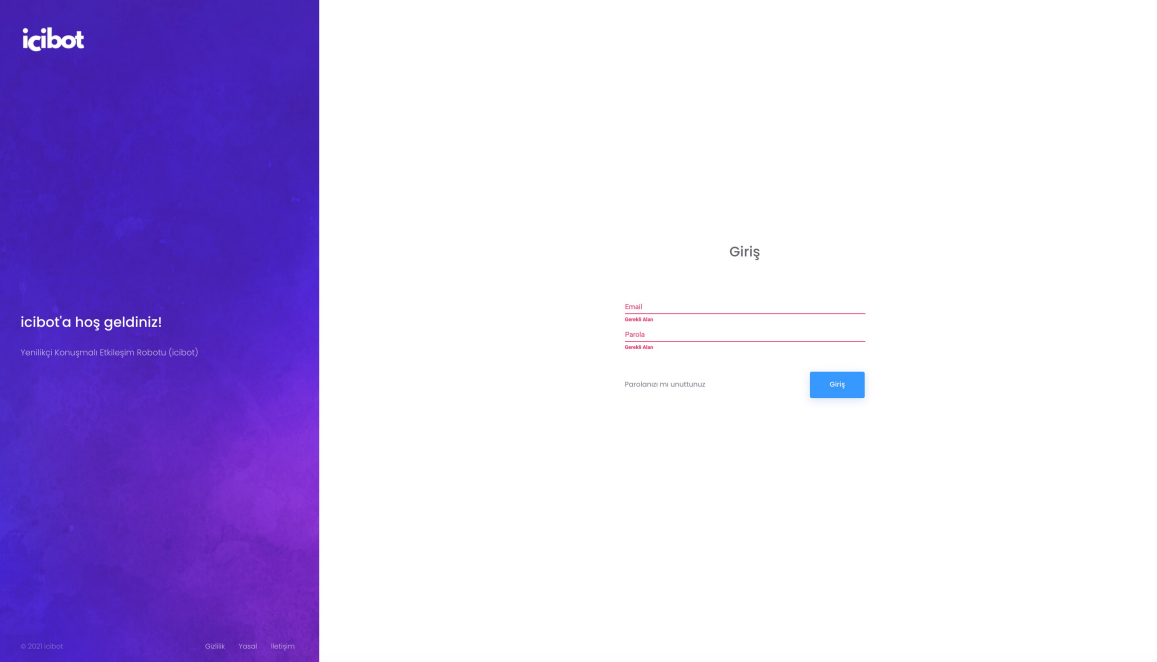 icibot
icibot'a hoş geldiniz!
Yenilikçi Konuşmalı Etkileşim Robotu (icibot)
© 2021 icibot
Gizlilik Yasal İletişim
Giriş
Email
Gerekli Alan
Parola
Gerekli Alan
Parolanızı mı unuttunuz
Giriş